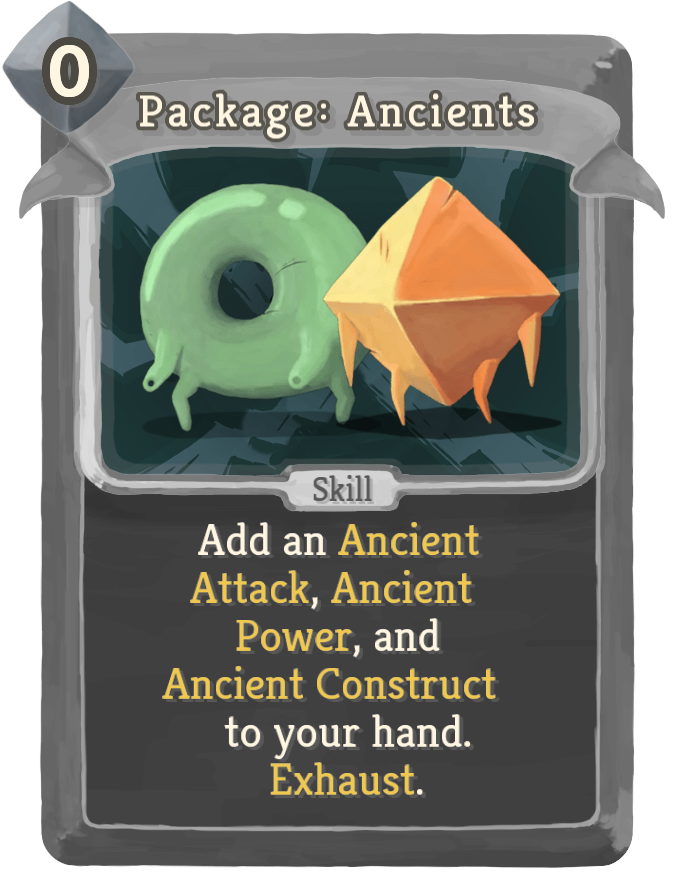 0
Package: Ancients
Skill
Add an Ancient
Attack, Ancient
Power, and
Ancient Construct
to your hand.
Exhaust.